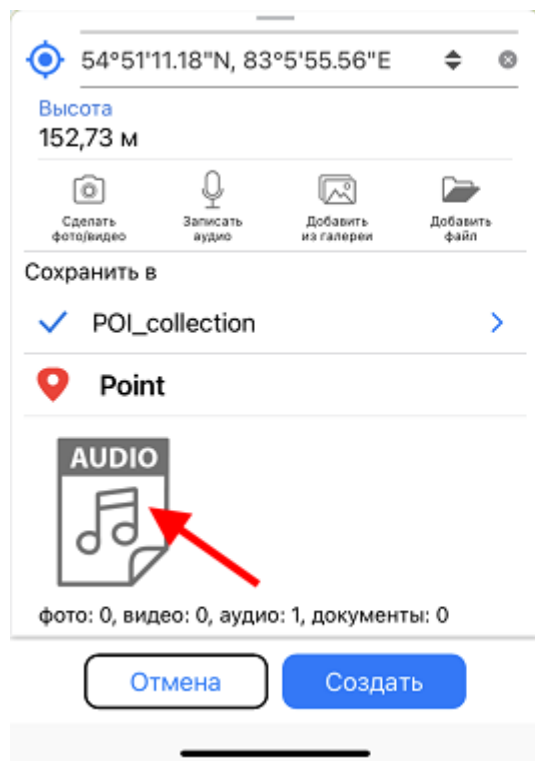 54°51'11.18"N, 83°5'55.56"E
Высота
152,73 м
Сделать фото/видео
Записать аудио
Добавить из галереи
Добавить файл
Сохранить в
POI_collection
Point
AUDIO
фото: 0, видео: 0, аудио: 1, документы: 0
Отмена
Создать